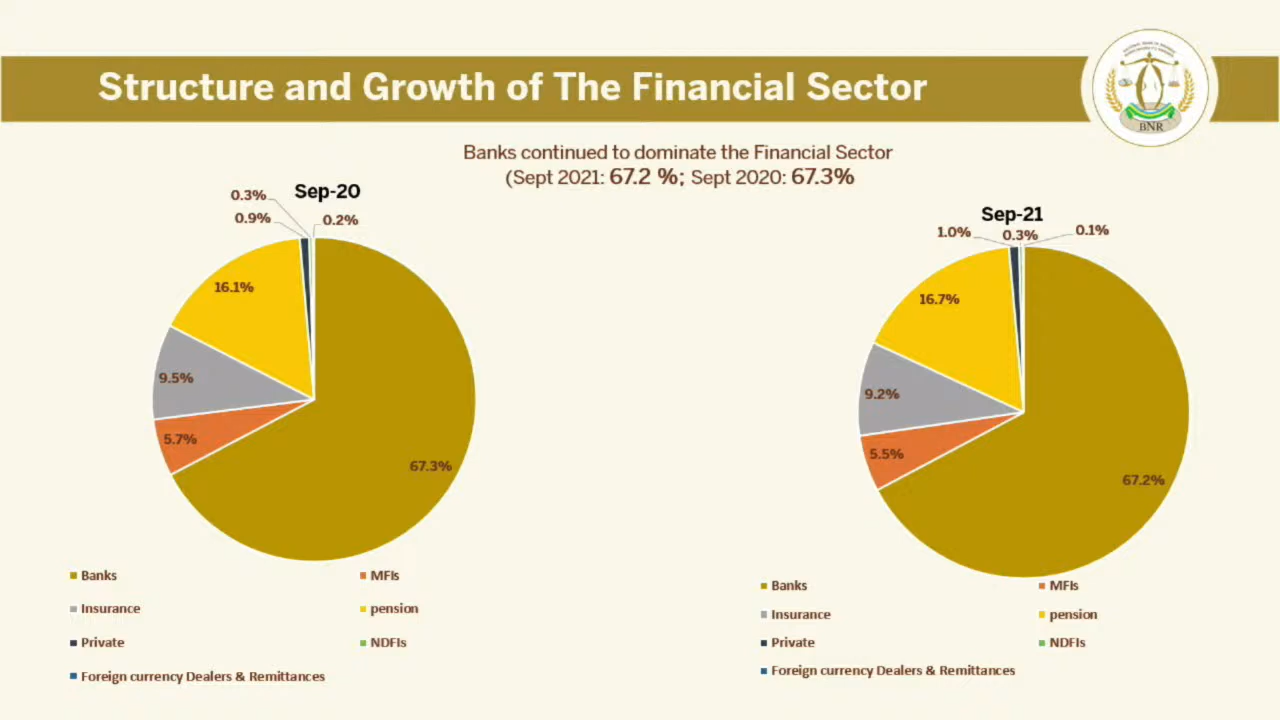 Structure and Growth of The Financial Sector
BNR
Banks continued to dominate the Financial Sector
(Sept 2021: 67.2 %; Sept 2020: 67.3%
Sep-20
0.3%
0.9%
0.2%
16.1%
9.5%
5.7%
67.3%
Banks
MFIs
Insurance
pension
Private
NDFIs
Foreign currency Dealers & Remittances
Sep-21
1.0%
0.3%
0.1%
16.7%
9.2%
5.5%
67.2%
Banks
MFIs
Insurance
pension
Private
NDFIs
Foreign currency Dealers & Remittances